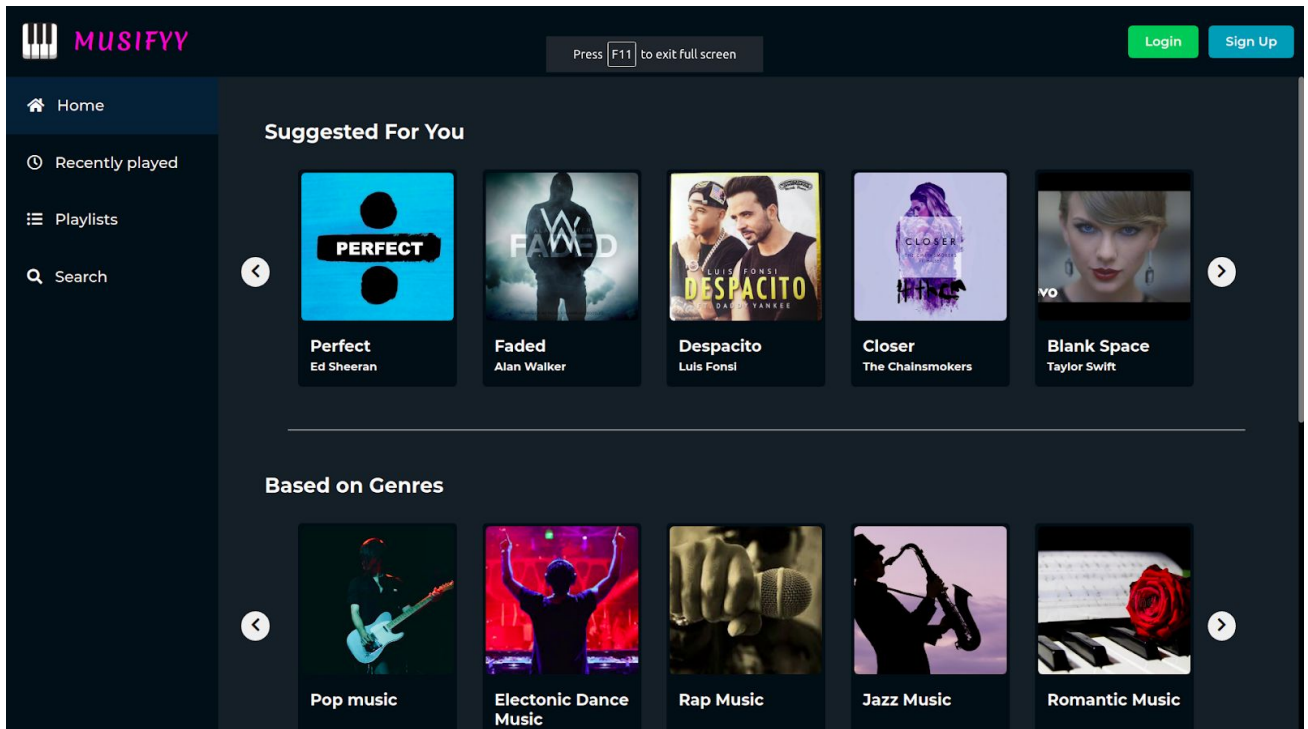 MUSIFYY
Press F11 to exit full screen
Login
Sign Up
Home
Recently played
Playlists
Search
Suggested For You
PERFECT
FADED
LUIS FONSI
DESPACITO
DADDY YANKEE
CLOSER
THE CHAINSMOKERS
vo
Perfect
Ed Sheeran
Faded
Alan Walker
Despacito
Luis Fonsi
Closer
The Chainsmokers
Blank Space
Taylor Swift
Based on Genres
Pop music
Electonic Dance
Music
Rap Music
Jazz Music
Romantic Music